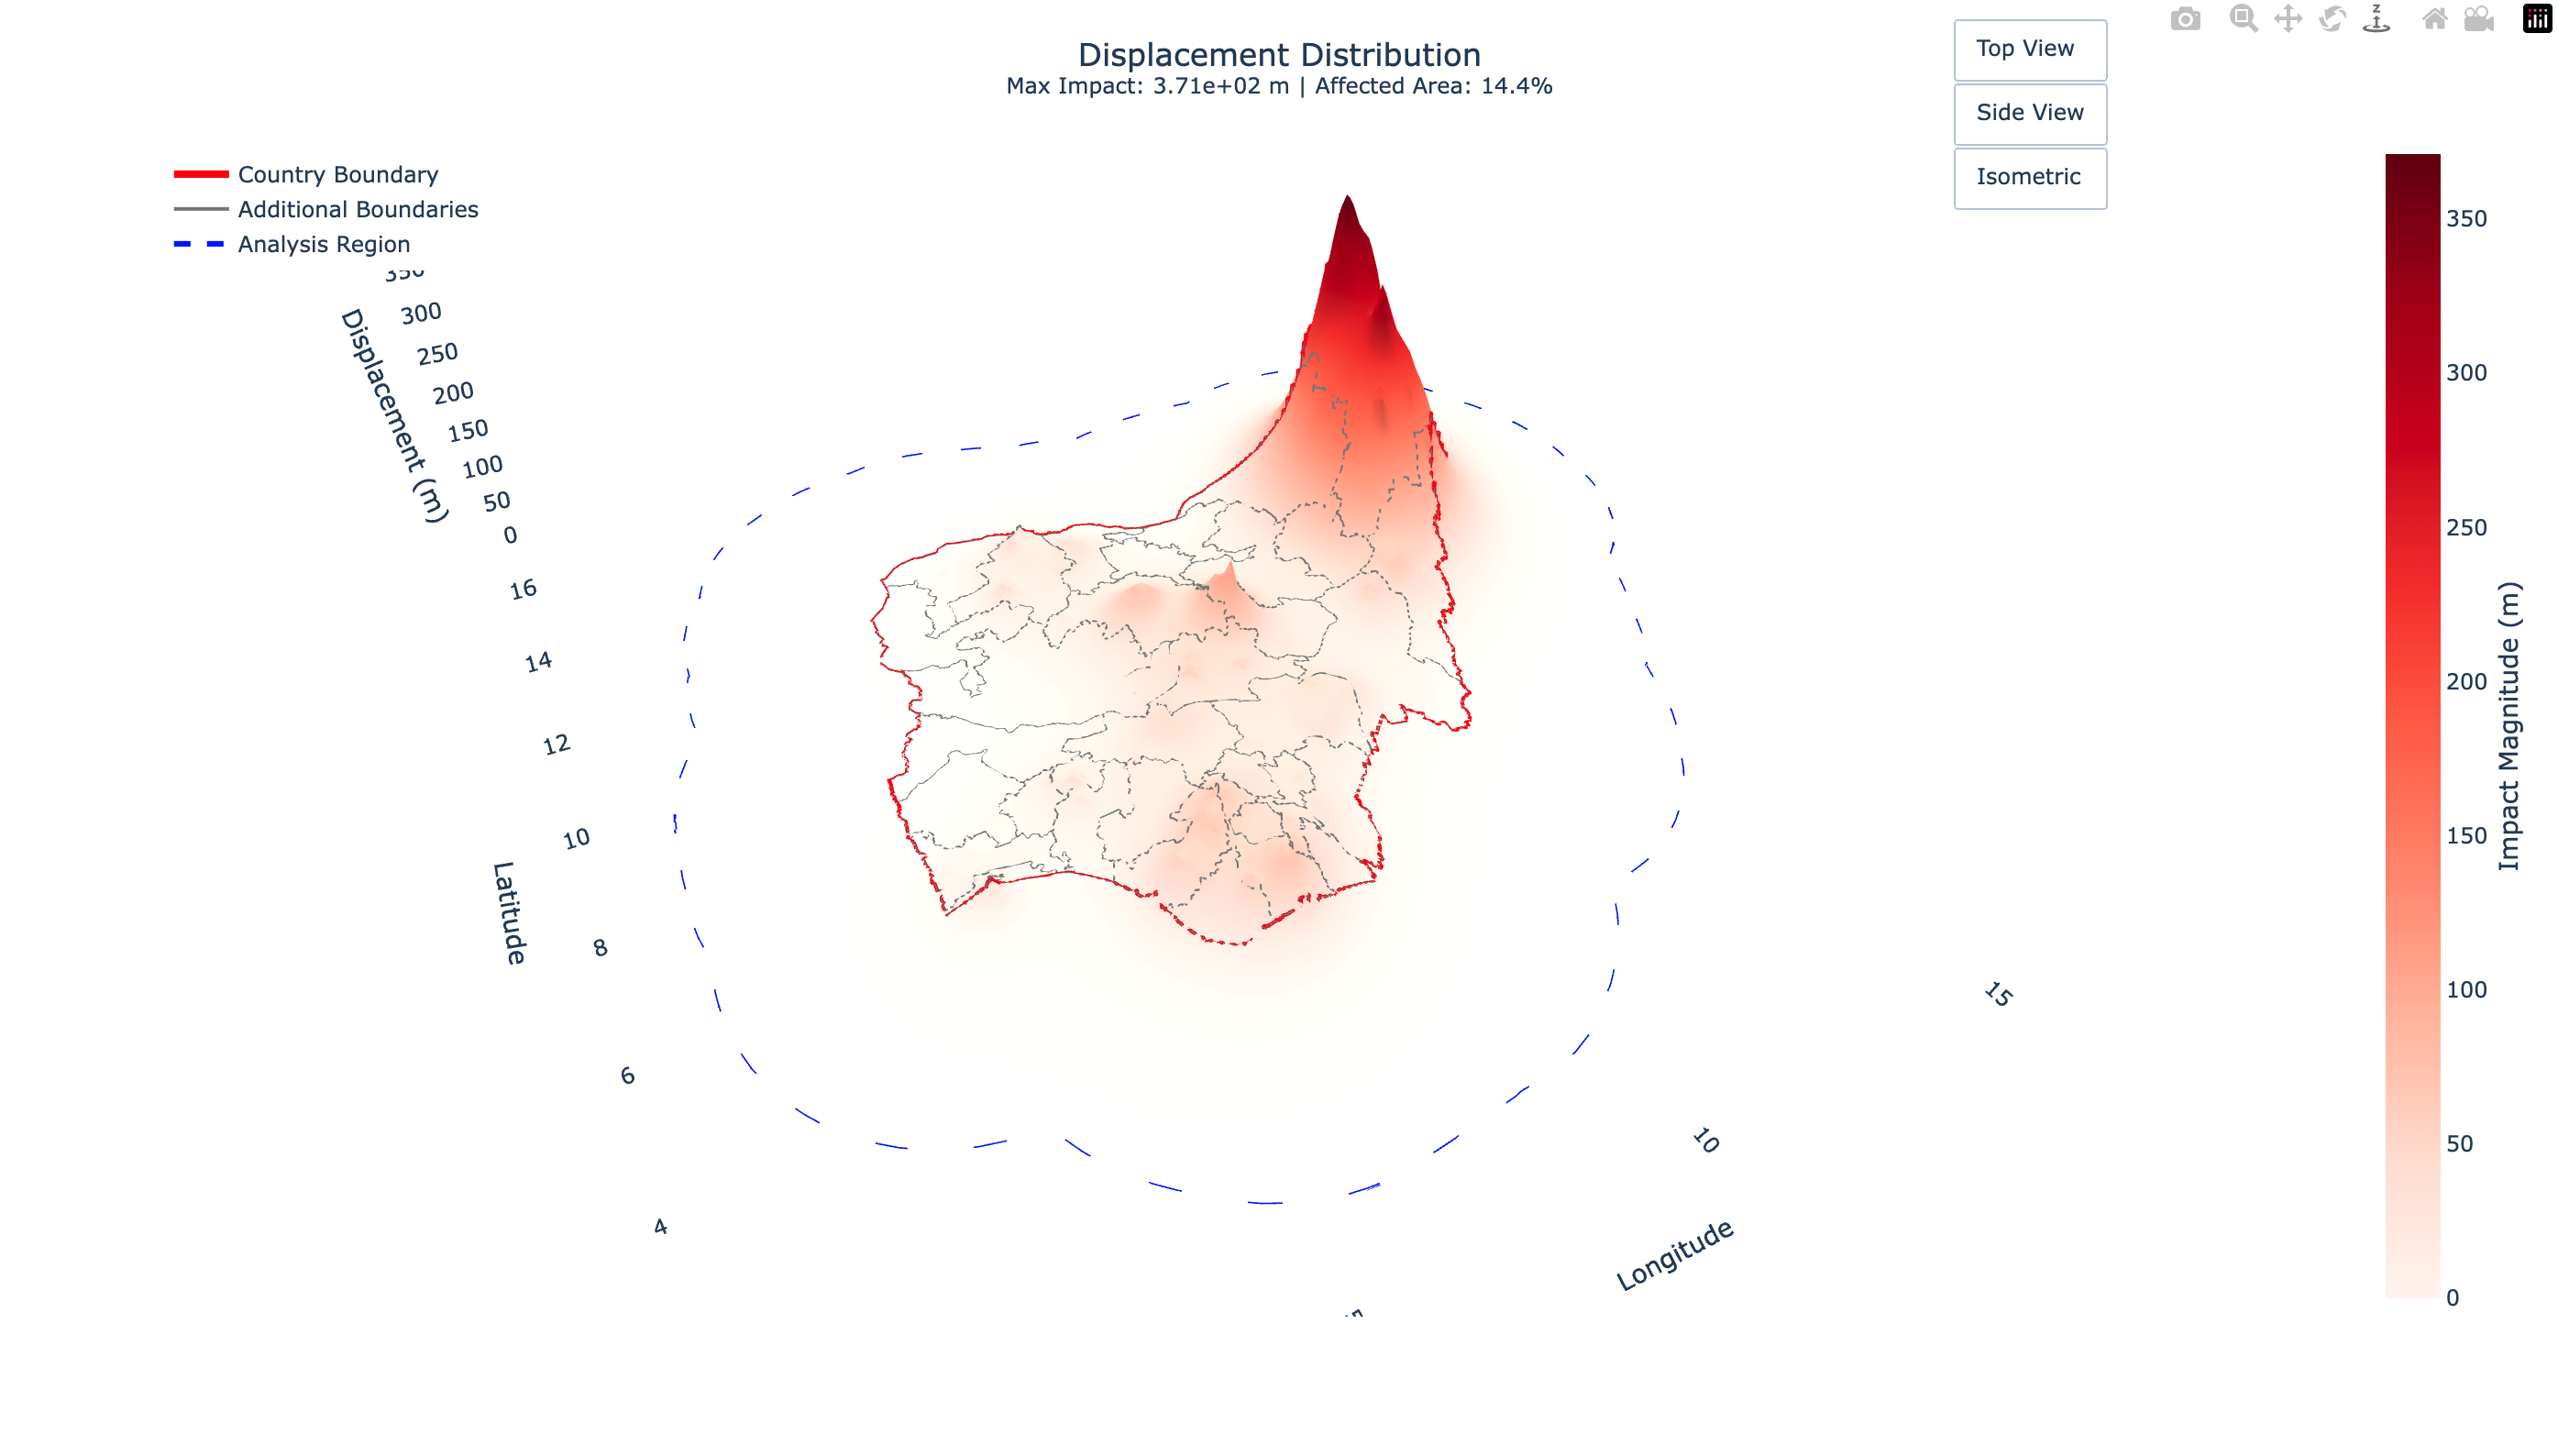 Displacement Distribution
Max Impact: 3.71e+02 m | Affected Area: 14.4%
Top View
Side View
Isometric
Z
Country Boundary
Additional Boundaries
Analysis Region
Displacement (m)
350
300
250
200
150
100
50
0
16
14
12
10
8
6
4
Latitude
15
10
5
Longitude
350
300
250
200
150
100
50
0
Impact Magnitude (m)